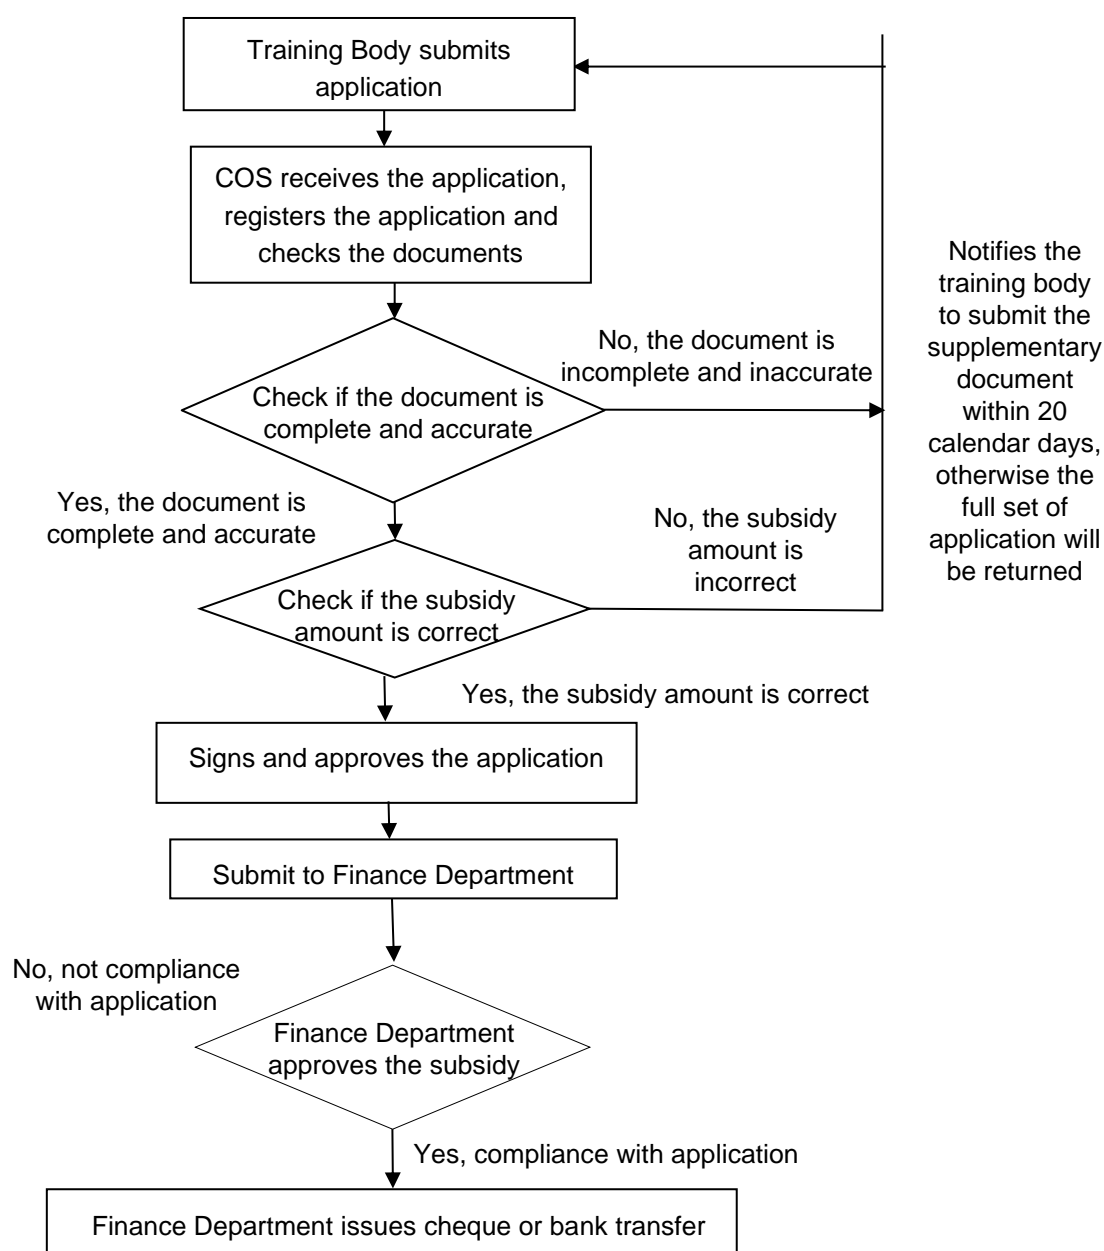 Training Body submits
application
COS receives the application,
registers the application and
checks the documents
No, the document is
incomplete and inaccurate
Check if the document is
complete and accurate
Notifies the
training body
to submit the
supplementary
document
within 20
calendar days,
otherwise the
full set of
application will
be returned
Yes, the document is
complete and accurate
No, the subsidy
amount is
incorrect
Check if the subsidy
amount is correct
Yes, the subsidy amount is correct
Signs and approves the application
Submit to Finance Department
No, not compliance
with application
Finance Department
approves the subsidy
Yes, compliance with application
Finance Department issues cheque or bank transfer